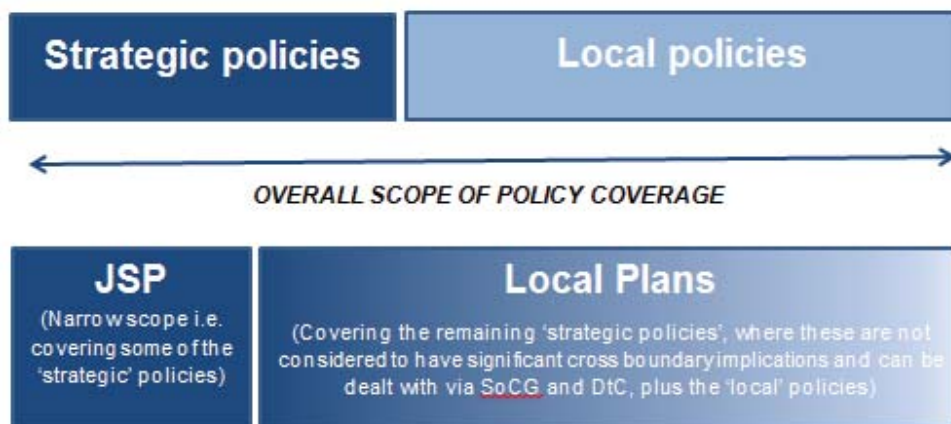 Strategic policies
Local policies
OVERALL SCOPE OF POLICY COVERAGE
JSP
(Narrow scope i.e.
covering some of the
'strategic' policies)
Local Plans
(Covering the remaining 'strategic policies', where these are not
considered to have significant cross boundary implications and can be
dealt with via SoCG and DtC, plus the 'local' policies)